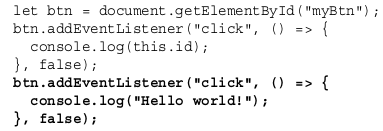 let btn = document.getElementById("myBtn");
btn.addEventListener("click", () => {
  console.log(this.id);
}, false);
btn.addEventListener("click", () => {
  console.log("Hello world!");
}, false);